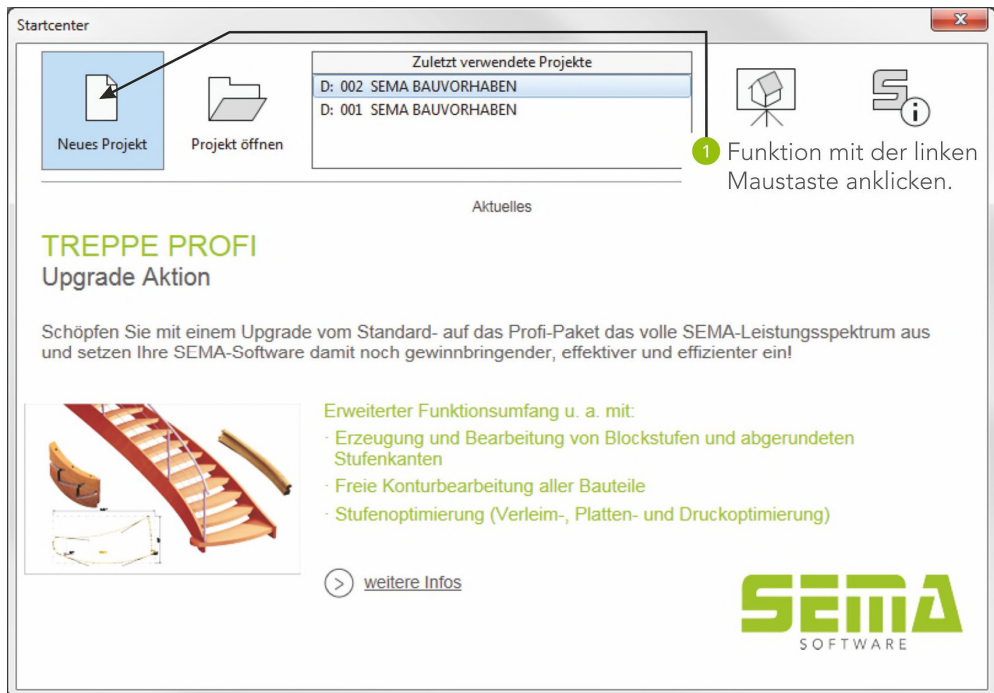 Startcenter
Neues Projekt
Projekt öffnen
Zuletzt verwendete Projekte
D: 002 SEMA BAUVORHABEN
D: 001 SEMA BAUVORHABEN
1 Funktion mit der linken
Maustaste anklicken.
Aktuelles
TREPPE PROFI
Upgrade Aktion
Schöpfen Sie mit einem Upgrade vom Standard- auf das Profi-Paket das volle SEMA-Leistungsspektrum aus
und setzen Ihre SEMA-Software damit noch gewinnbringender, effektiver und effizienter ein!
Erweiterter Funktionsumfang u. a. mit:
· Erzeugung und Bearbeitung von Blockstufen und abgerundeten
Stufenkanten
· Freie Konturbearbeitung aller Bauteile
· Stufenoptimierung (Verleim-, Platten- und Druckoptimierung)
weitere Infos
SEMA
SOFTWARE